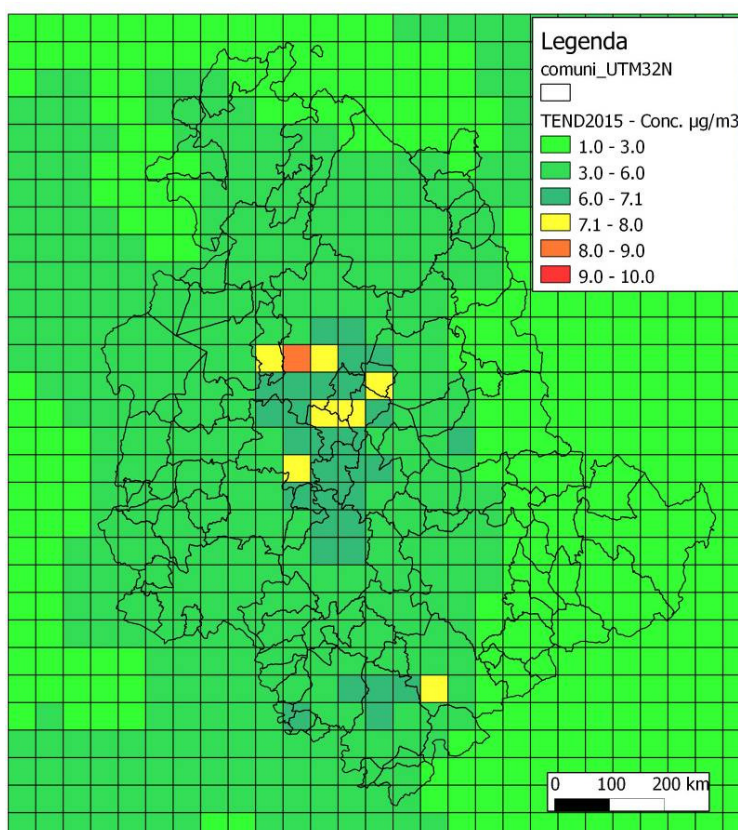 Legenda
comuni_UTM32N
TEND2015 - Conc. µg/m3
1.0 - 3.0
3.0 - 6.0
6.0 - 7.1
7.1 - 8.0
8.0 - 9.0
9.0 - 10.0
0 100 200 km